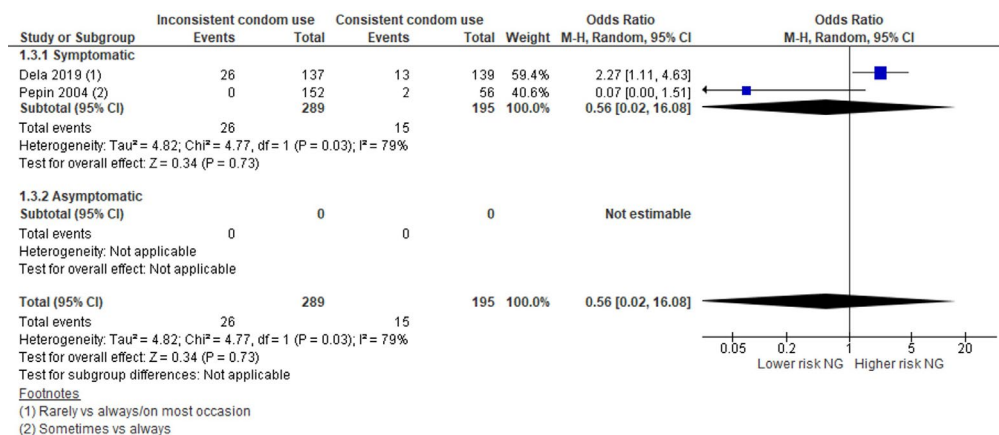 Inconsistent condom use Consistent condom use Odds Ratio Odds Ratio
Study or Subgroup Events Total Events Total Weight M-H, Random, 95% CI M-H, Random, 95% CI
1.3.1 Symptomatic
Dela 2019 (1) 26 137 13 139 59.4% 2.27 [1.11, 4.63]
Pepin 2004 (2) 0 152 2 56 40.6% 0.07 [0.00, 1.51]
Subtotal (95% CI) 289 195 100.0% 0.56 [0.02, 16.08]
Total events 26 15
Heterogeneity: Tau² = 4.82; Chi² = 4.77, df = 1 (P = 0.03); I² = 79%
Test for overall effect: Z = 0.34 (P = 0.73)
1.3.2 Asymptomatic
Subtotal (95% CI) 0 0 Not estimable
Total events 0 0
Heterogeneity: Not applicable
Test for overall effect: Not applicable
Total (95% CI) 289 195 100.0% 0.56 [0.02, 16.08]
Total events 26 15
Heterogeneity: Tau² = 4.82; Chi² = 4.77, df = 1 (P = 0.03); I² = 79%
0.05 0.2 1 5 20
Test for overall effect: Z = 0.34 (P = 0.73)
Lower risk NG Higher risk NG
Test for subgroup differences: Not applicable
Footnotes
(1) Rarely vs always/on most occasion
(2) Sometimes vs always